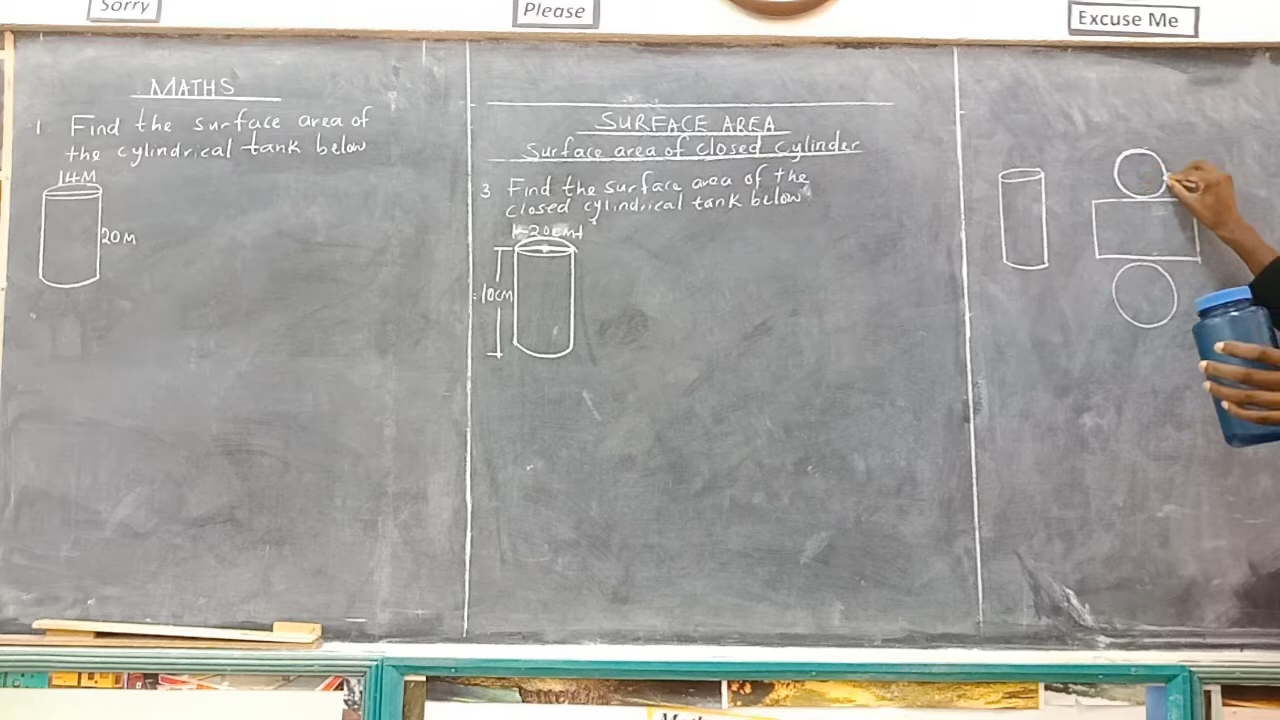 Sorry
Please
Excuse Me
MATHS
1 Find the surface area of
the cylindrical tank below
14M
20M
SURFACE AREA
Surface area of closed cylinder
3 Find the surface area of the
closed cylindrical tank below
20cm
10cm